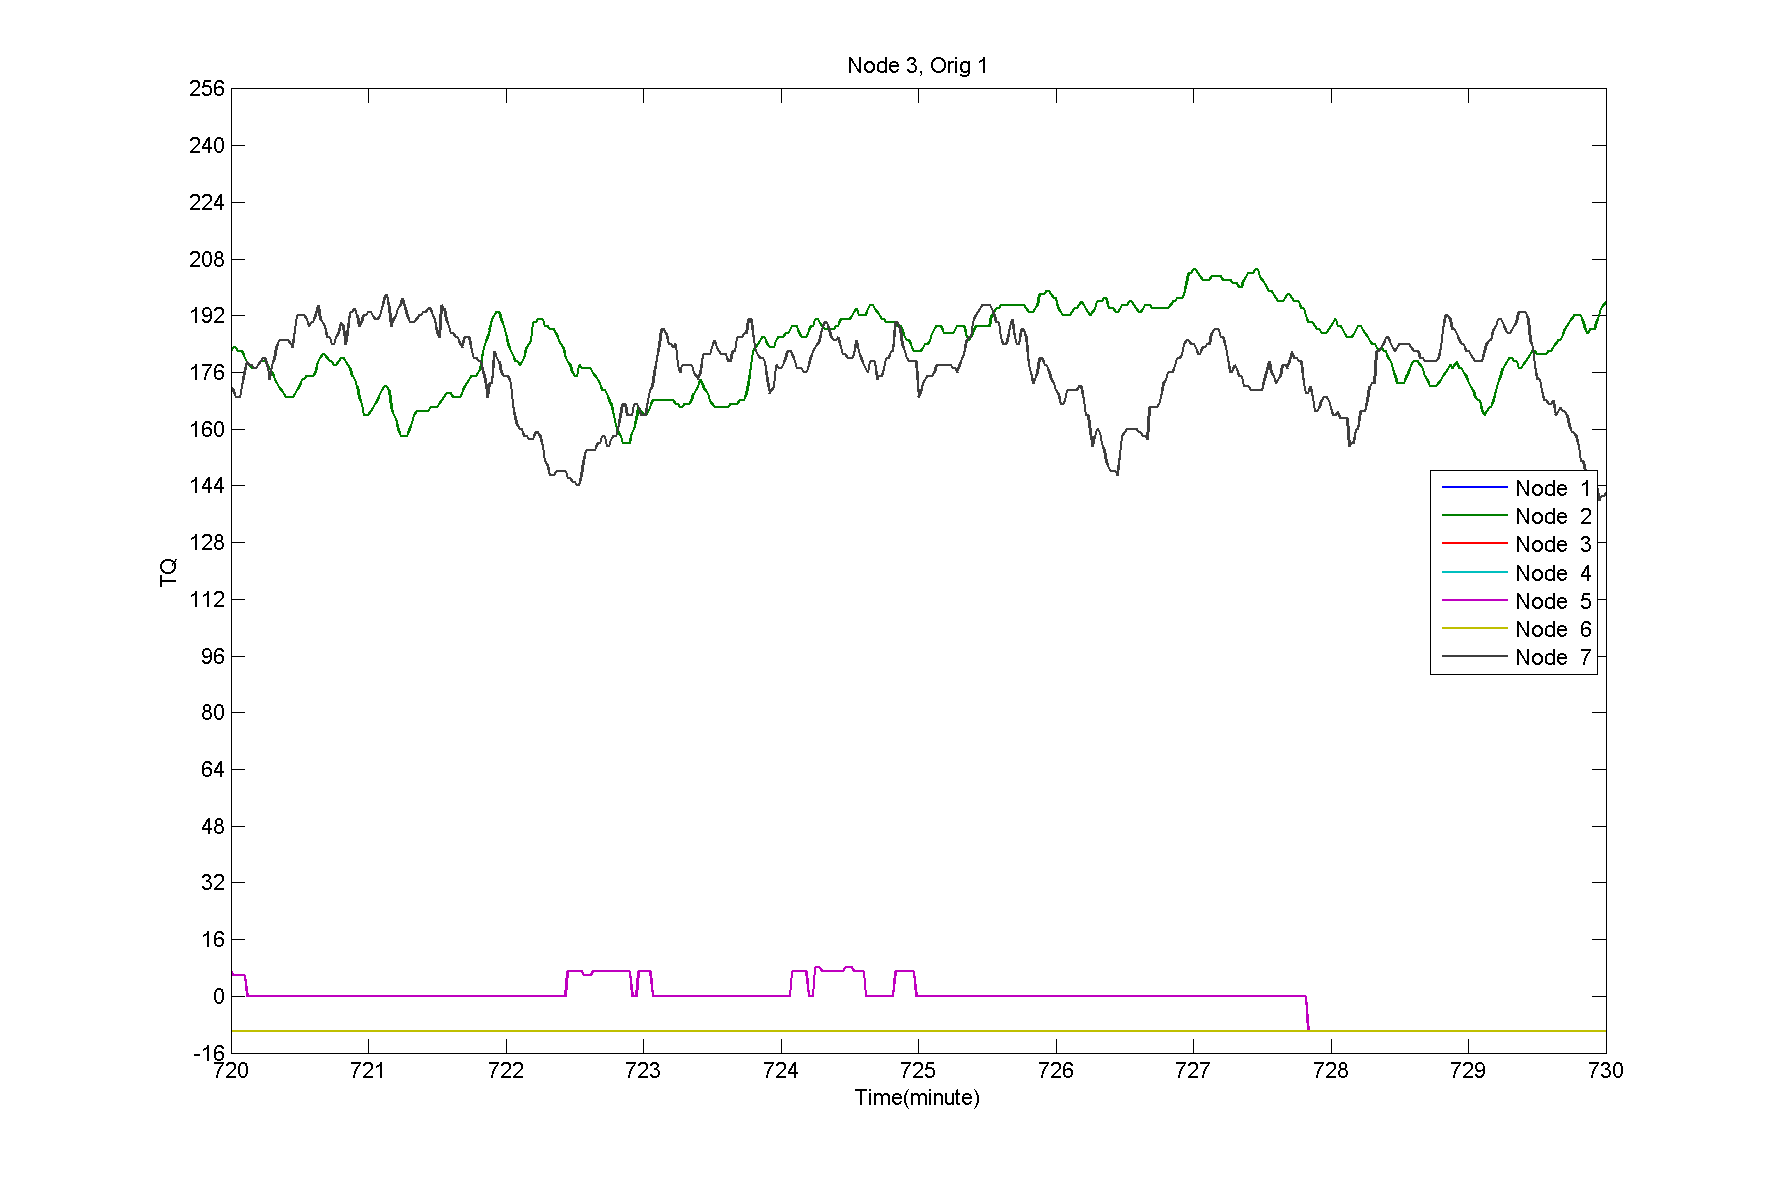 Node 3, Orig 1
256
240
224
208
192
176
160
144
128
112
96
80
64
48
32
16
0
-16
TQ
Node 1
Node 2
Node 3
Node 4
Node 5
Node 6
Node 7
720 721 722 723 724 725 726 727 728 729 730
Time(minute)